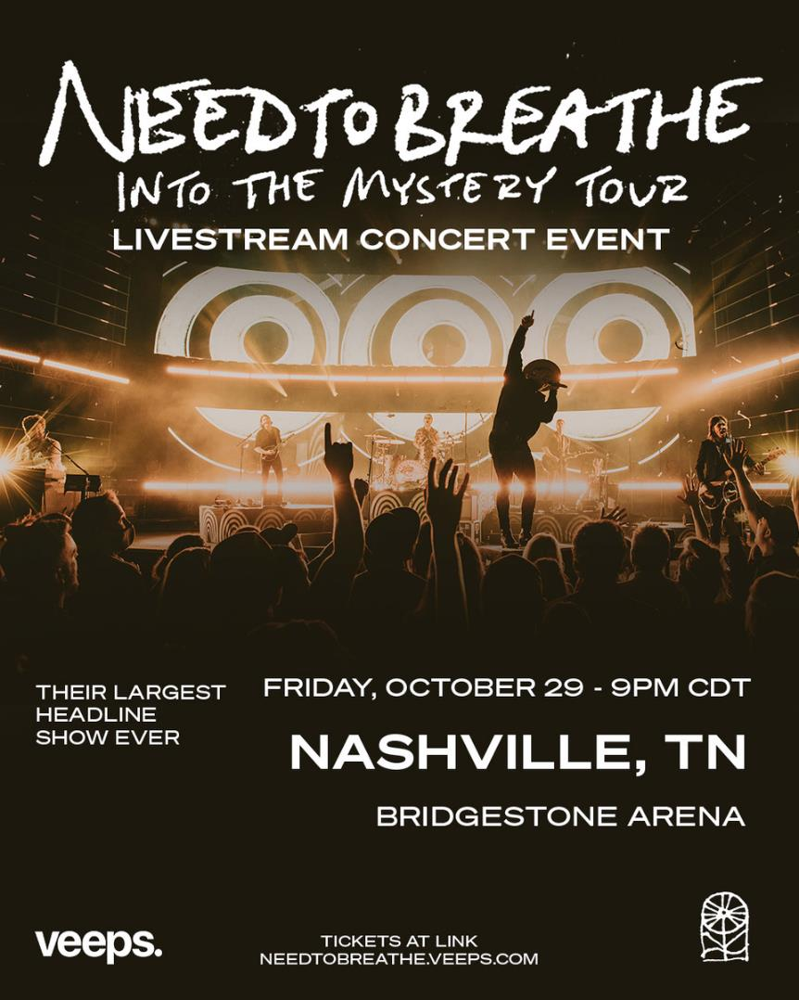 NEEDTOBREATHE
INTO THE MYSTERY TOUR
LIVESTREAM CONCERT EVENT
THEIR LARGEST
HEADLINE
SHOW EVER
FRIDAY, OCTOBER 29 - 9PM CDT
NASHVILLE, TN
BRIDGESTONE ARENA
veeps.
TICKETS AT LINK
NEEDTOBREATHE.VEEPS.COM